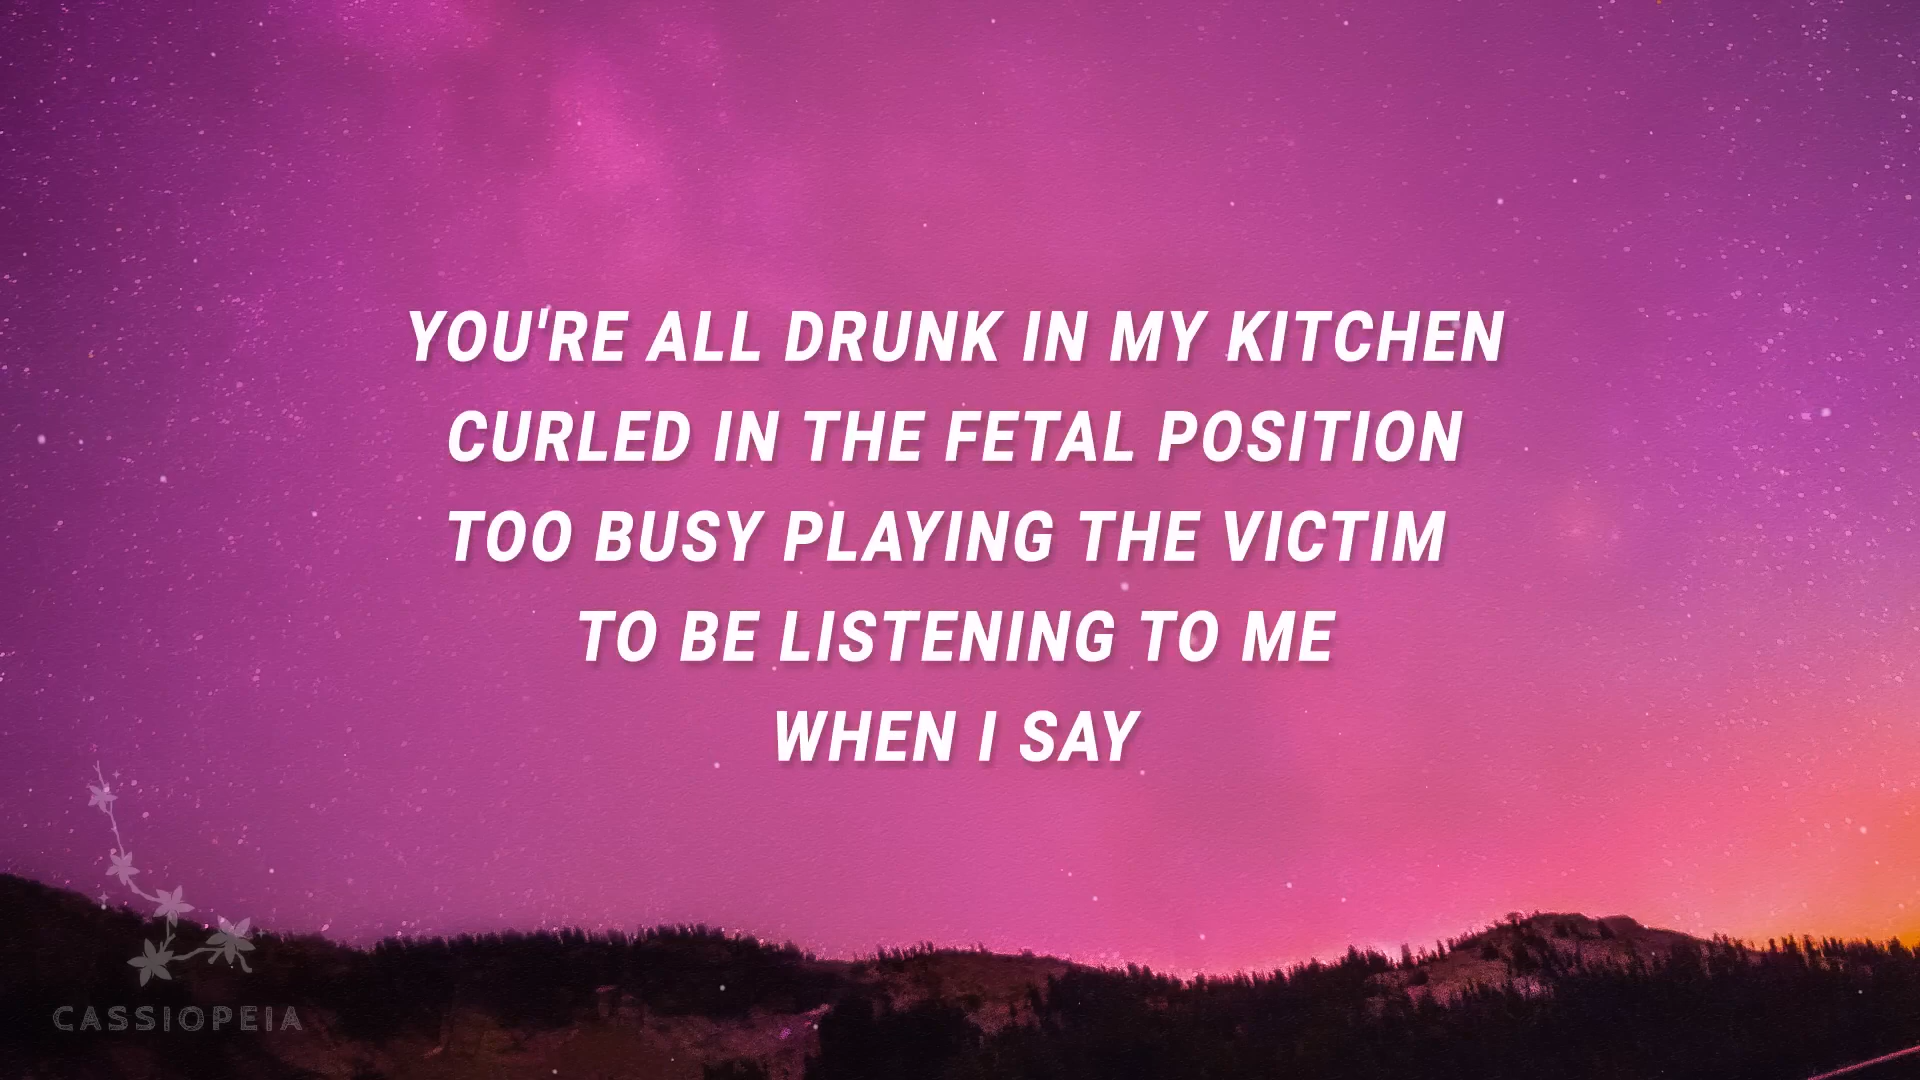 YOU'RE ALL DRUNK IN MY KITCHEN
CURLED IN THE FETAL POSITION
TOO BUSY PLAYING THE VICTIM
TO BE LISTENING TO ME
WHEN I SAY
CASSIOPEIA